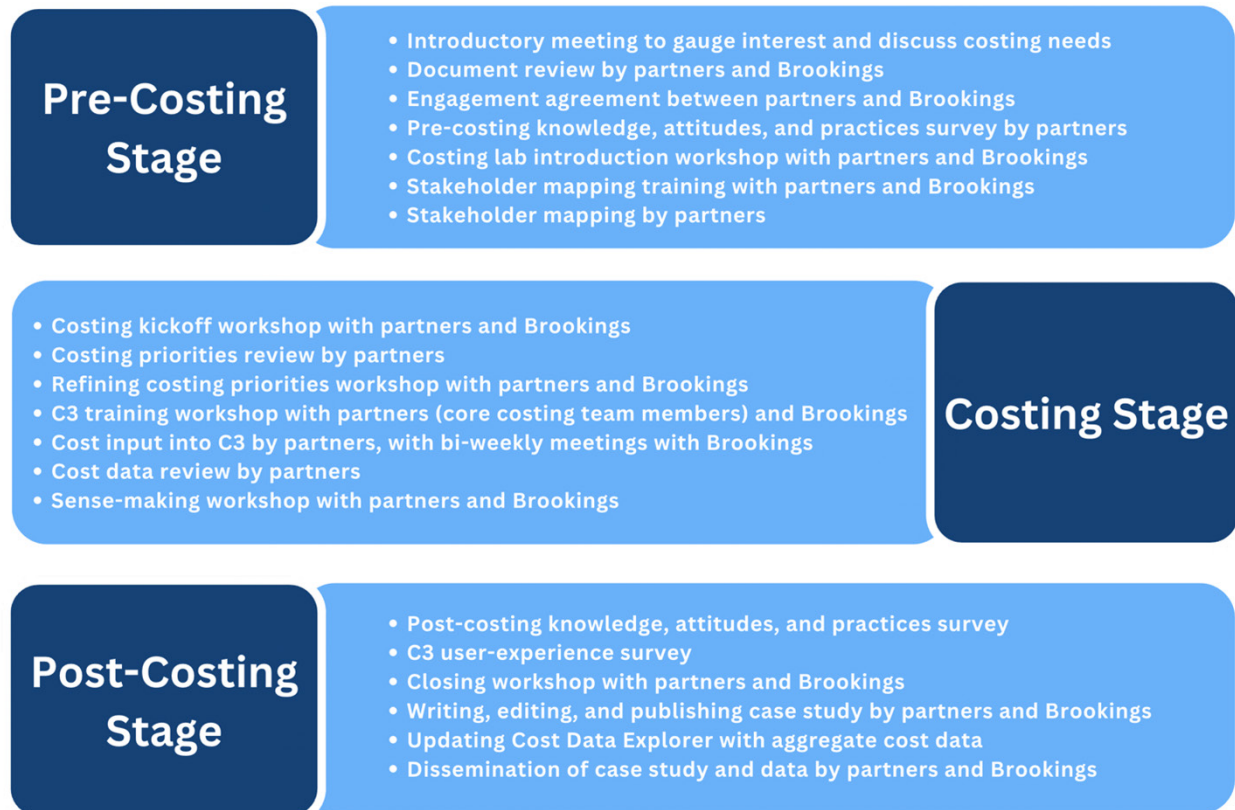 Pre-Costing
Stage
• Introductory meeting to gauge interest and discuss costing needs
• Document review by partners and Brookings
• Engagement agreement between partners and Brookings
• Pre-costing knowledge, attitudes, and practices survey by partners
• Costing lab introduction workshop with partners and Brookings
• Stakeholder mapping training with partners and Brookings
• Stakeholder mapping by partners
• Costing kickoff workshop with partners and Brookings
• Costing priorities review by partners
• Refining costing priorities workshop with partners and Brookings
• C3 training workshop with partners (core costing team members) and Brookings
• Cost input into C3 by partners, with bi-weekly meetings with Brookings
• Cost data review by partners
• Sense-making workshop with partners and Brookings
Costing Stage
Post-Costing
Stage
• Post-costing knowledge, attitudes, and practices survey
• C3 user-experience survey
• Closing workshop with partners and Brookings
• Writing, editing, and publishing case study by partners and Brookings
• Updating Cost Data Explorer with aggregate cost data
• Dissemination of case study and data by partners and Brookings